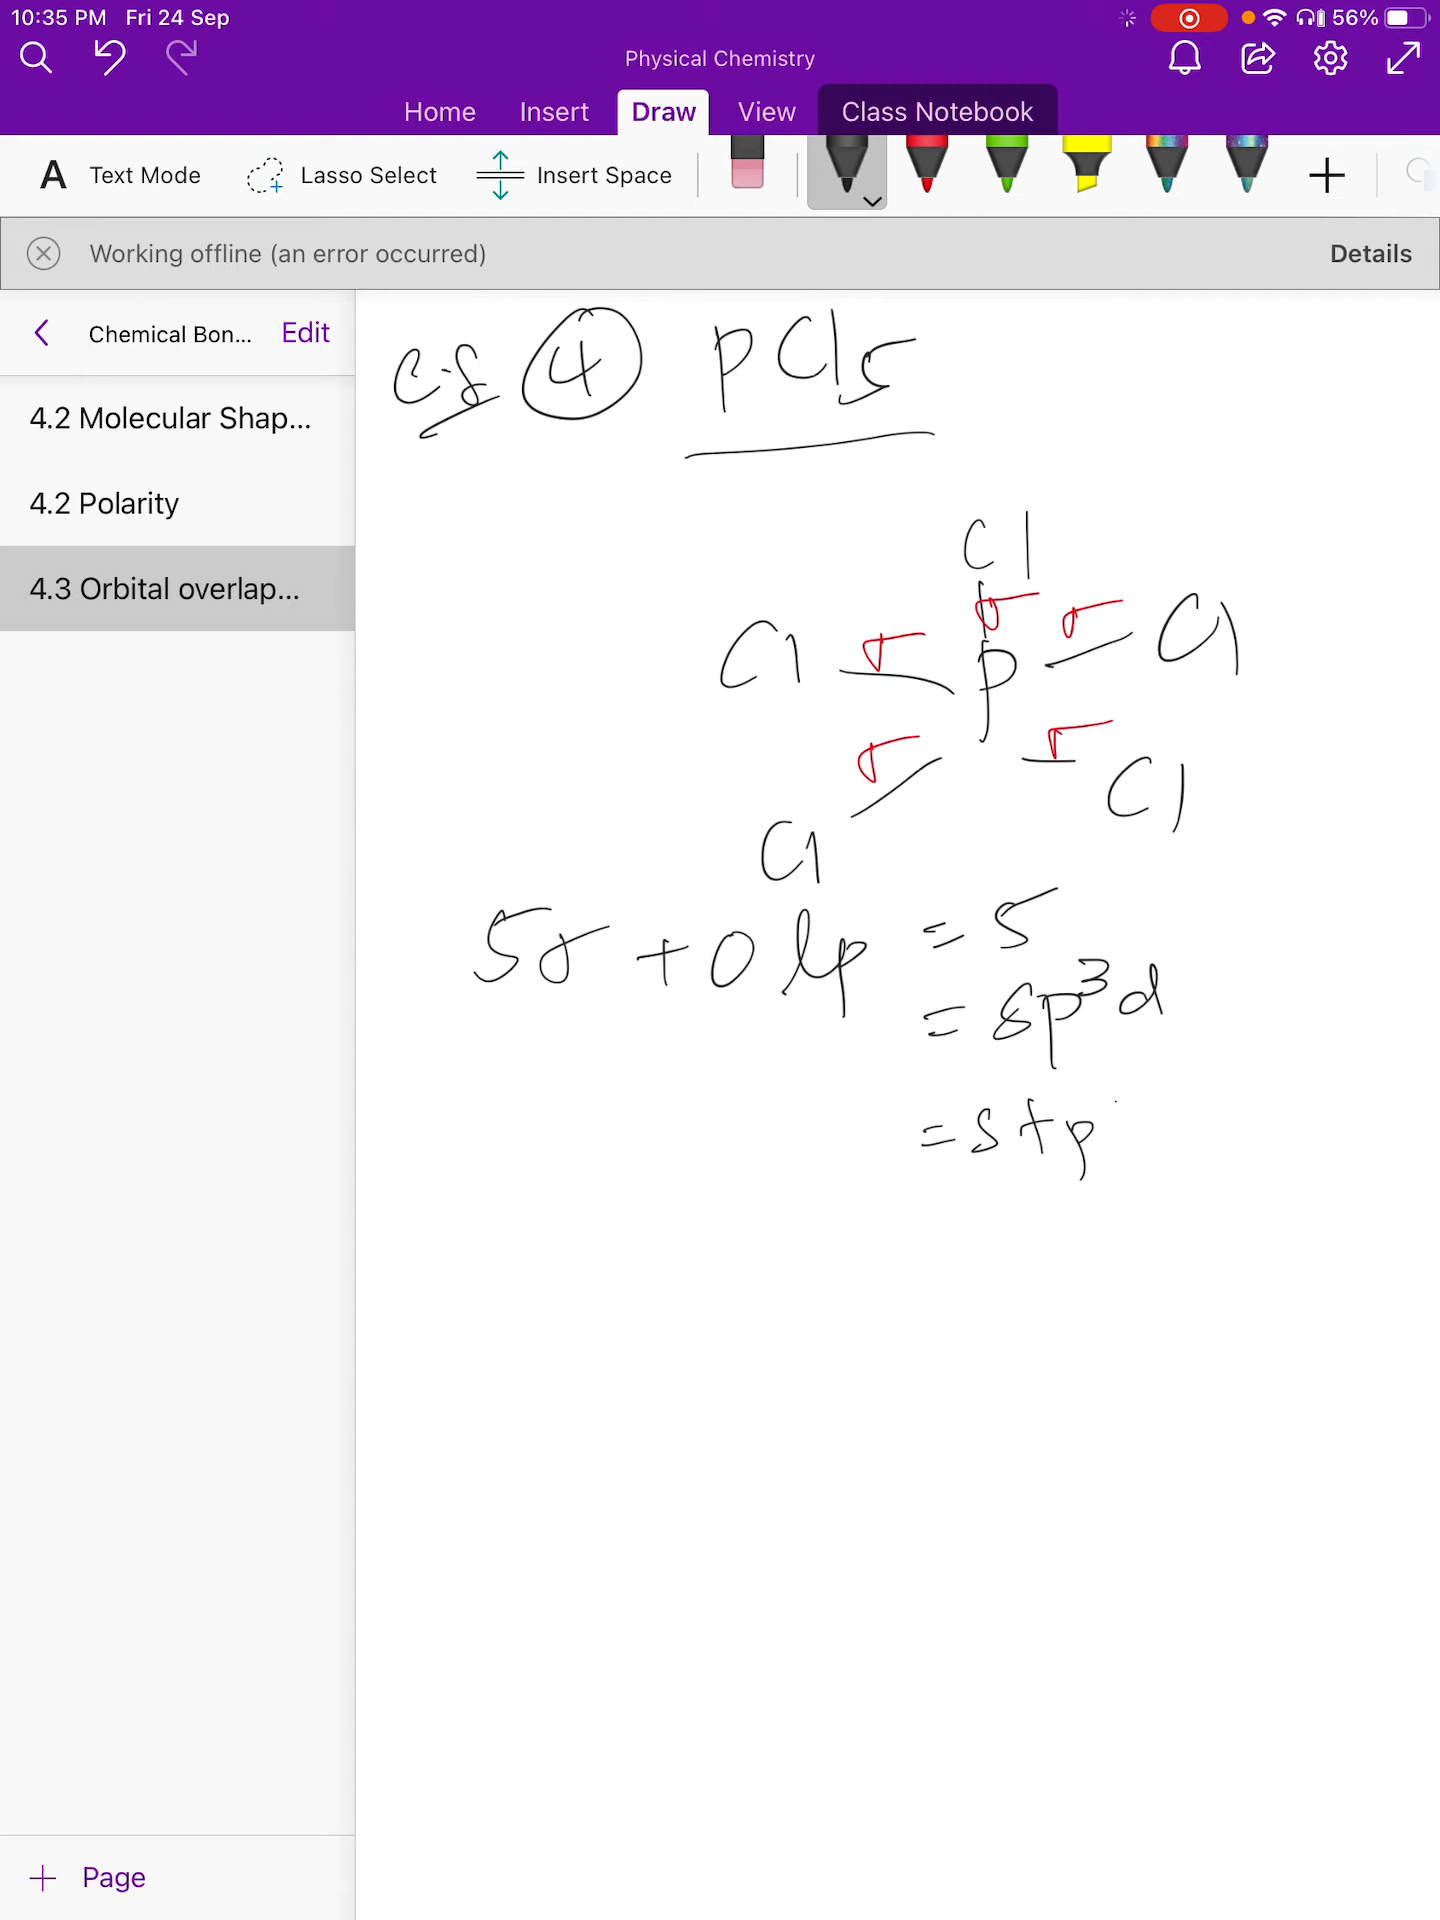 10:35 PM Fri 24 Sep 56%
Physical Chemistry
Home Insert Draw View Class Notebook
A Text Mode Lasso Select Insert Space
Working offline (an error occurred) Details
Chemical Bon... Edit
4.2 Molecular Shap...
4.2 Polarity
4.3 Orbital overlap...
+ Page
e.g. 4 PCl5
Cl
σ
Cl σ P σ Cl
σ σ
Cl
Cl
5σ + 0 lp = 5
= sp³d
= s + p